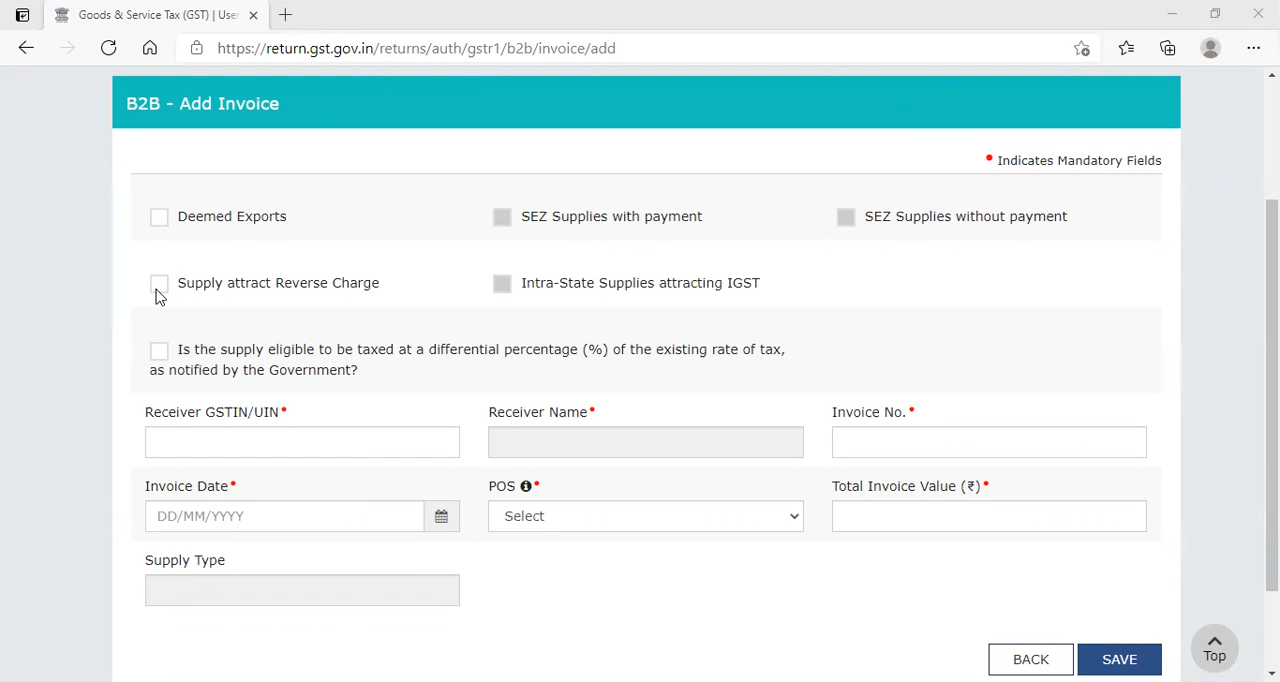 Goods & Service Tax (GST) | Use
https://return.gst.gov.in/returns/auth/gstr1/b2b/invoice/add
B2B - Add Invoice
• Indicates Mandatory Fields
Deemed Exports SEZ Supplies with payment SEZ Supplies without payment
Supply attract Reverse Charge Intra-State Supplies attracting IGST
Is the supply eligible to be taxed at a differential percentage (%) of the existing rate of tax,
as notified by the Government?
Receiver GSTIN/UIN• Receiver Name• Invoice No.•
Invoice Date• POS • Total Invoice Value (₹)•
DD/MM/YYYY Select
Supply Type
BACK SAVE
Top